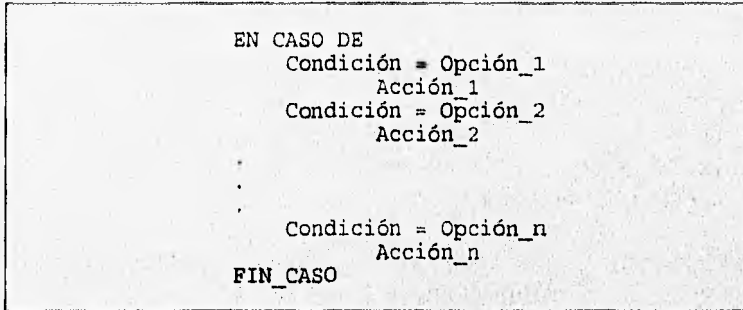 EN CASO DE
Condición = Opción_1
Acción_1
Condición = Opción_2
Acción_2
.
.
.
Condición = Opción_n
Acción_n
FIN_CASO